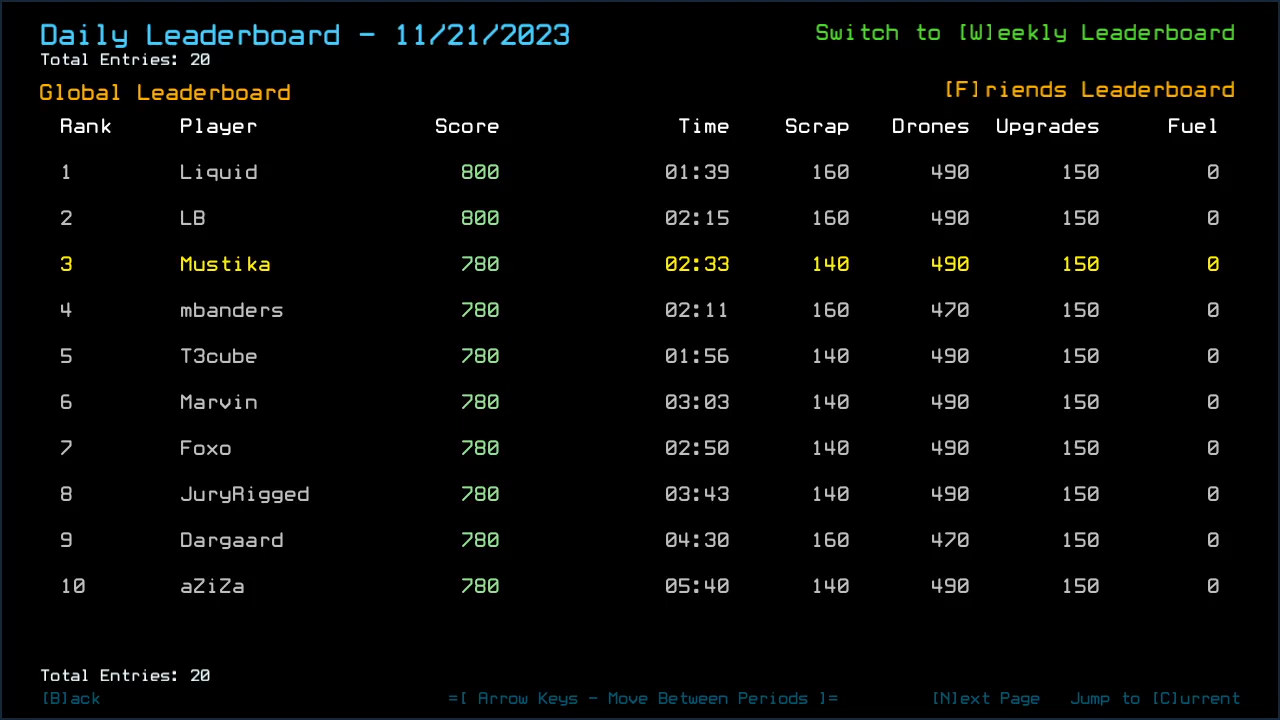 Daily Leaderboard - 11/21/2023 Switch to [W]eekly Leaderboard
Total Entries: 20
Global Leaderboard [F]riends Leaderboard
Rank Player Score Time Scrap Drones Upgrades Fuel
1 Liquid 800 01:39 160 490 150 0
2 LB 800 02:15 160 490 150 0
3 Mustika 780 02:33 140 490 150 0
4 mbanders 780 02:11 160 470 150 0
5 T3cube 780 01:56 140 490 150 0
6 Marvin 780 03:03 140 490 150 0
7 Foxo 780 02:50 140 490 150 0
8 JuryRigged 780 03:43 140 490 150 0
9 Dargaard 780 04:30 160 470 150 0
10 aZiZa 780 05:40 140 490 150 0
Total Entries: 20
[B]ack =[ Arrow Keys - Move Between Periods ]= [N]ext Page Jump to [C]urrent